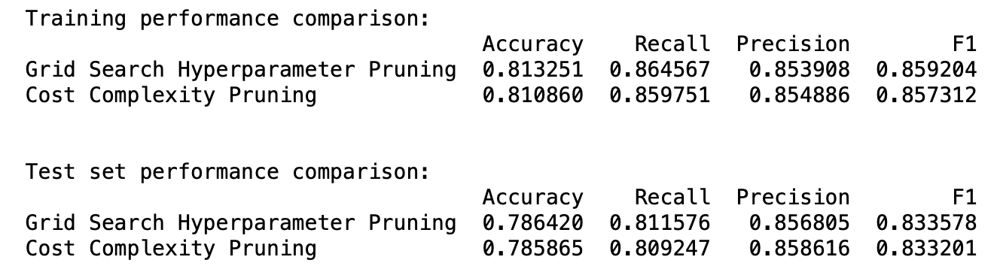 Training performance comparison:
Accuracy Recall Precision F1
Grid Search Hyperparameter Pruning 0.813251 0.864567 0.853908 0.859204
Cost Complexity Pruning 0.810860 0.859751 0.854886 0.857312
Test set performance comparison:
Accuracy Recall Precision F1
Grid Search Hyperparameter Pruning 0.786420 0.811576 0.856805 0.833578
Cost Complexity Pruning 0.785865 0.809247 0.858616 0.833201